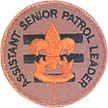 ASSISTANT SENIOR PATROL LEADER